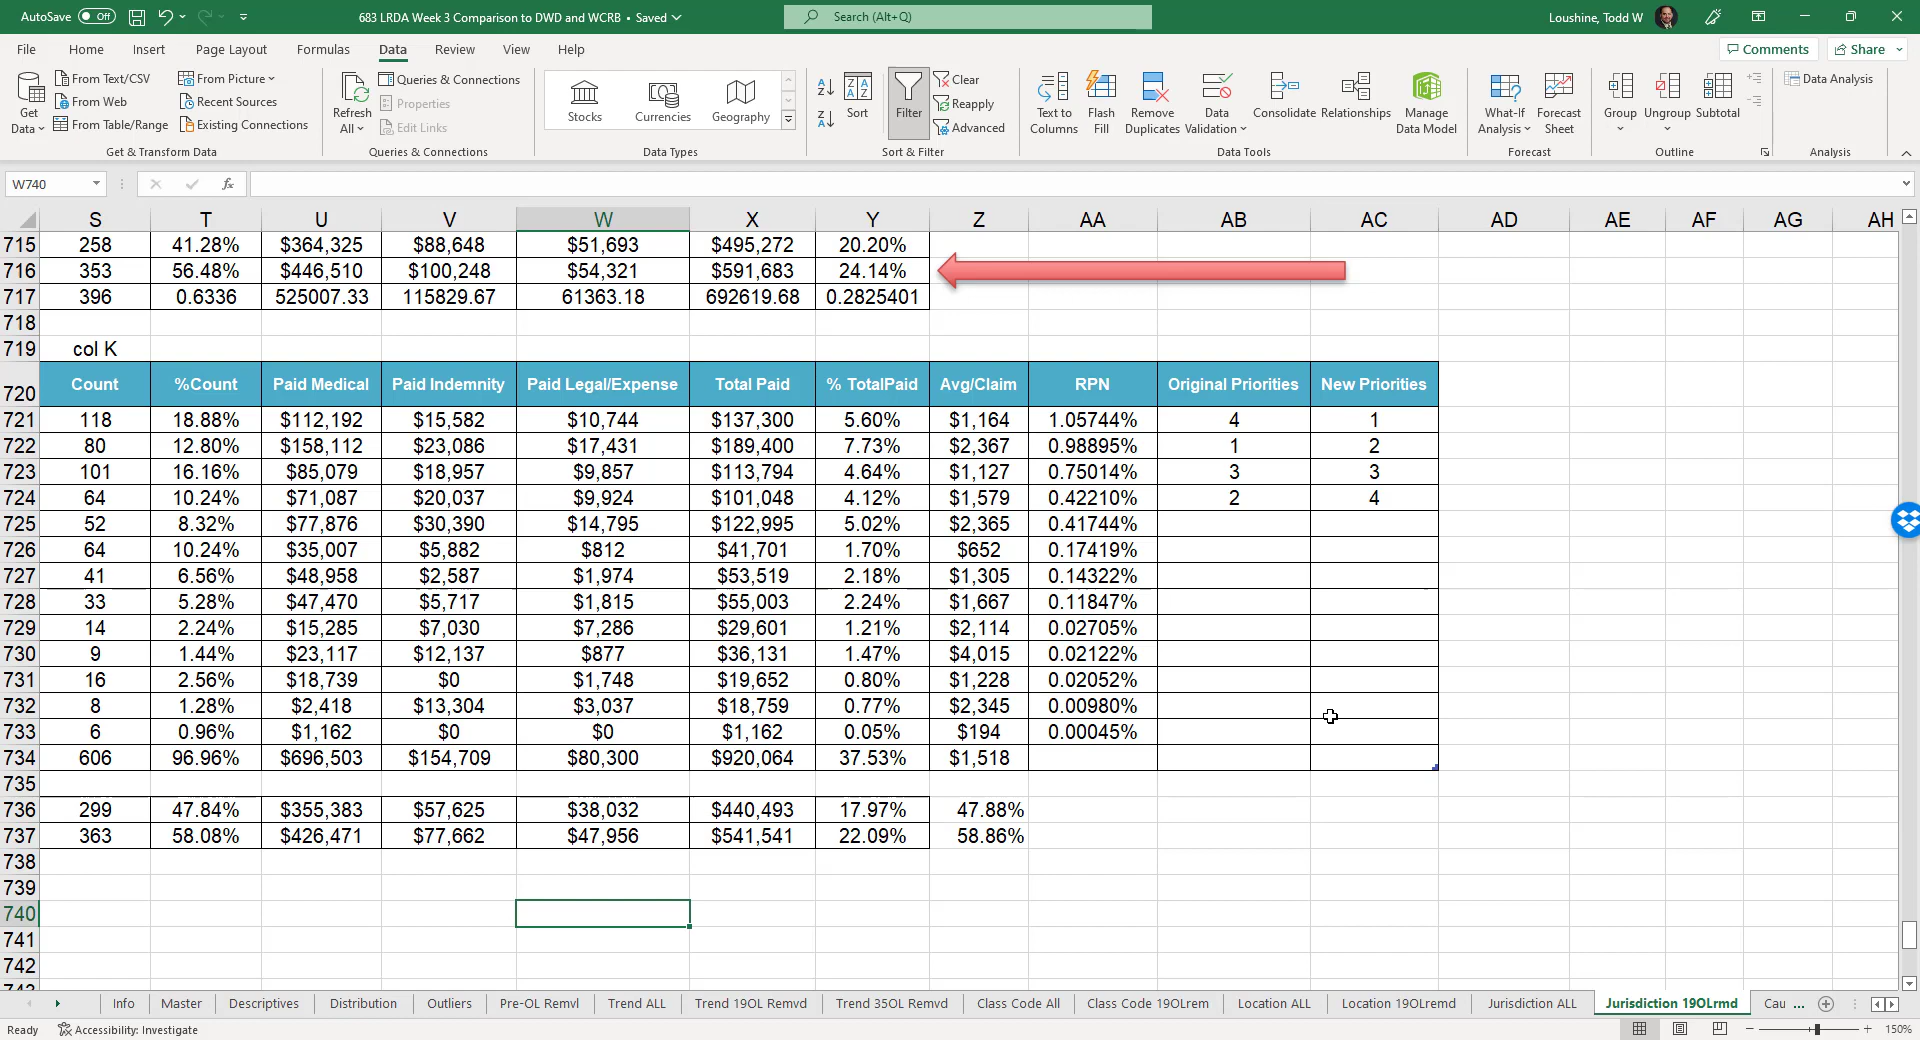 AutoSave Off 683 LRDA Week 3 Comparison to DWD and WCRB • Saved Search (Alt+Q) Loushine, Todd W
File Home Insert Page Layout Formulas Data Review View Help Comments Share
Get Data From Text/CSV From Picture
From Web Recent Sources
From Table/Range Existing Connections
Get & Transform Data
Refresh All Queries & Connections
Properties
Edit Links
Queries & Connections
Stocks Currencies Geography
Data Types
Sort Filter Clear
Reapply
Advanced
Sort & Filter
Text to Columns Flash Fill Remove Duplicates Data Validation Consolidate Relationships Manage Data Model
Data Tools
What-If Analysis Forecast Sheet
Forecast
Group Ungroup Subtotal
Outline
Data Analysis
Analysis
W740 fx
S T U V W X Y Z AA AB AC AD AE AF AG AH
715 258 41.28% $364,325 $88,648 $51,693 $495,272 20.20%
716 353 56.48% $446,510 $100,248 $54,321 $591,683 24.14%
717 396 0.6336 525007.33 115829.67 61363.18 692619.68 0.2825401
718
719 col K
720 Count %Count Paid Medical Paid Indemnity Paid Legal/Expense Total Paid % TotalPaid Avg/Claim RPN Original Priorities New Priorities
721 118 18.88% $112,192 $15,582 $10,744 $137,300 5.60% $1,164 1.05744% 4 1
722 80 12.80% $158,112 $23,086 $17,431 $189,400 7.73% $2,367 0.98895% 1 2
723 101 16.16% $85,079 $18,957 $9,857 $113,794 4.64% $1,127 0.75014% 3 3
724 64 10.24% $71,087 $20,037 $9,924 $101,048 4.12% $1,579 0.42210% 2 4
725 52 8.32% $77,876 $30,390 $14,795 $122,995 5.02% $2,365 0.41744%
726 64 10.24% $35,007 $5,882 $812 $41,701 1.70% $652 0.17419%
727 41 6.56% $48,958 $2,587 $1,974 $53,519 2.18% $1,305 0.14322%
728 33 5.28% $47,470 $5,717 $1,815 $55,003 2.24% $1,667 0.11847%
729 14 2.24% $15,285 $7,030 $7,286 $29,601 1.21% $2,114 0.02705%
730 9 1.44% $23,117 $12,137 $877 $36,131 1.47% $4,015 0.02122%
731 16 2.56% $18,739 $0 $1,748 $19,652 0.80% $1,228 0.02052%
732 8 1.28% $2,418 $13,304 $3,037 $18,759 0.77% $2,345 0.00980%
733 6 0.96% $1,162 $0 $0 $1,162 0.05% $194 0.00045%
734 606 96.96% $696,503 $154,709 $80,300 $920,064 37.53% $1,518
735
736 299 47.84% $355,383 $57,625 $38,032 $440,493 17.97% 47.88%
737 363 58.08% $426,471 $77,662 $47,956 $541,541 22.09% 58.86%
738
739
740
741
742
Info Master Descriptives Distribution Outliers Pre-OL Remvl Trend ALL Trend 19OL Remvd Trend 35OL Remvd Class Code All Class Code 19OLrem Location ALL Location 19OLremd Jurisdiction ALL Jurisdiction 19OLrmd Cau ...
Ready Accessibility: Investigate 150%